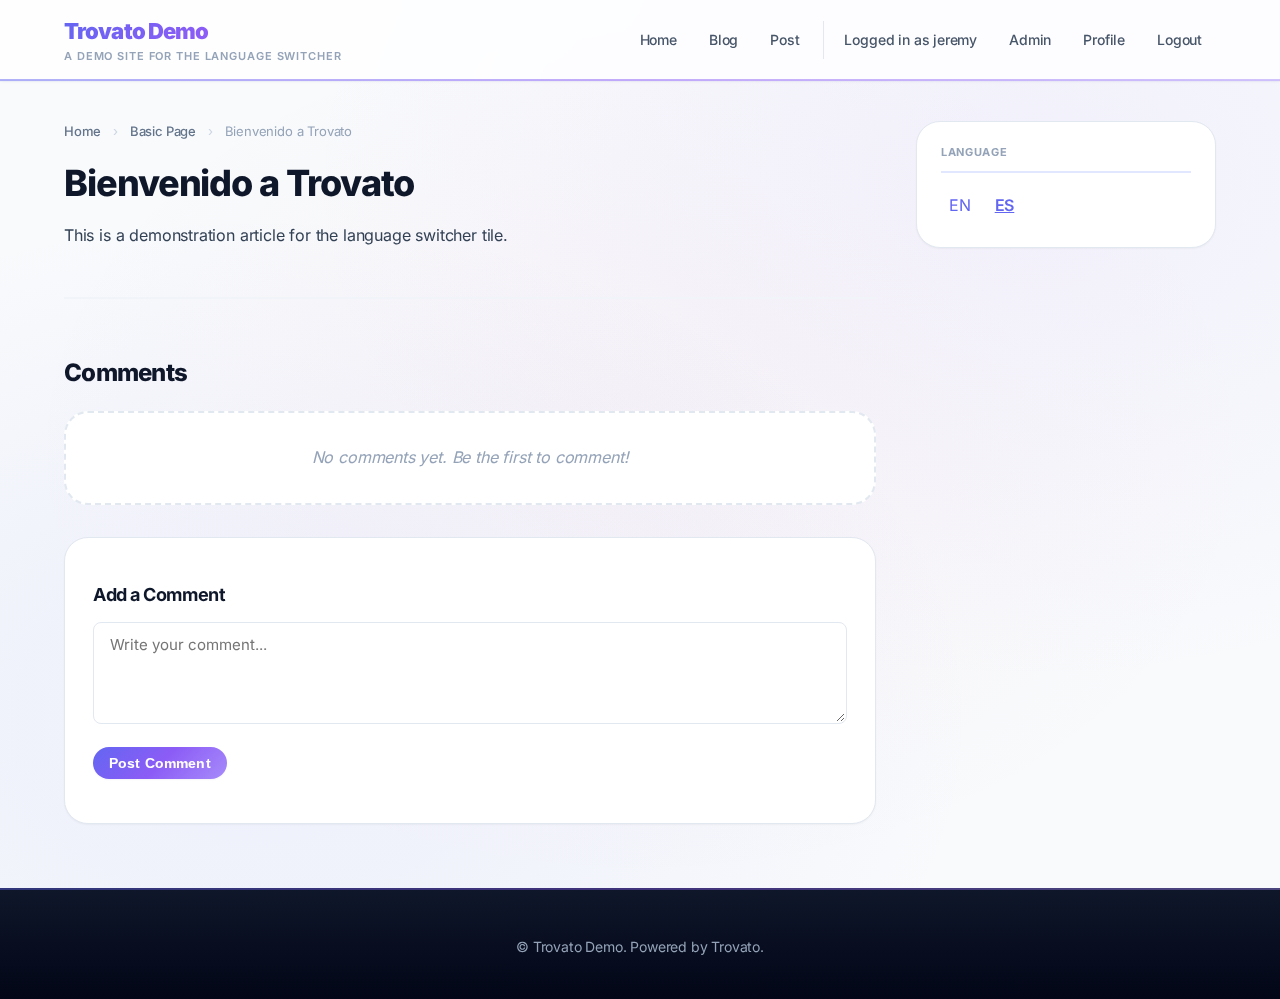 Trovato Demo
A DEMO SITE FOR THE LANGUAGE SWITCHER
Home Blog Post Logged in as jeremy Admin Profile Logout
Home › Basic Page › Bienvenido a Trovato
Bienvenido a Trovato
This is a demonstration article for the language switcher tile.
LANGUAGE
EN ES
Comments
No comments yet. Be the first to comment!
Add a Comment
Write your comment...
Post Comment
© Trovato Demo. Powered by Trovato.